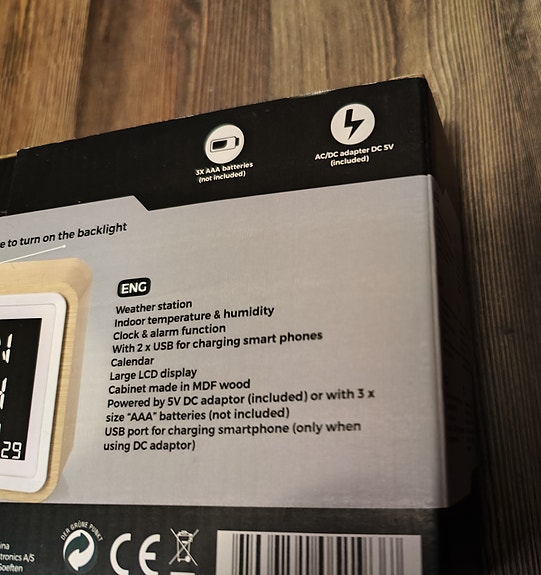 3X AAA batteries
(not included)
AC/DC adapter DC 5V
(included)
e to turn on the backlight
ENG
Weather station
Indoor temperature & humidity
Clock & alarm function
With 2 x USB for charging smart phones
Calendar
Large LCD display
Cabinet made in MDF wood
Powered by 5V DC adaptor (included) or with 3 x
size "AAA" batteries (not included)
USB port for charging smartphone (only when
using DC adaptor)
29
DER GRÜNE PUNKT
CE
ina
tronics A/S
Soeften